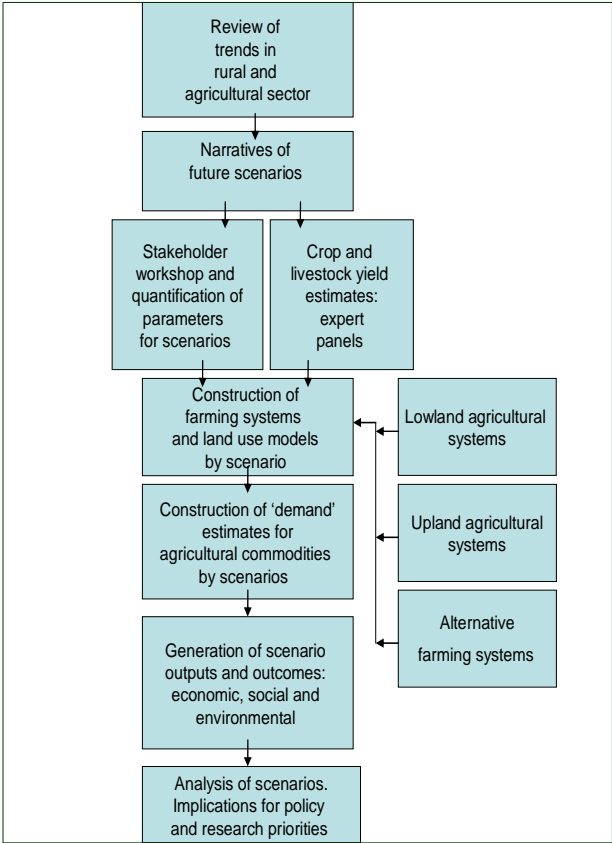 Review of
trends in
rural and
agricultural sector
Narratives of
future scenarios
Stakeholder
workshop and
quantification of
parameters
for scenarios
Crop and
livestock yield
estimates:
expert
panels
Construction of
farming systems
and land use models
by scenario
Lowland agricultural
systems
Construction of ‘demand’
estimates for
agricultural commodities
by scenarios
Upland agricultural
systems
Generation of scenario
outputs and outcomes:
economic, social and
environmental
Alternative
farming systems
Analysis of scenarios.
Implications for policy
and research priorities